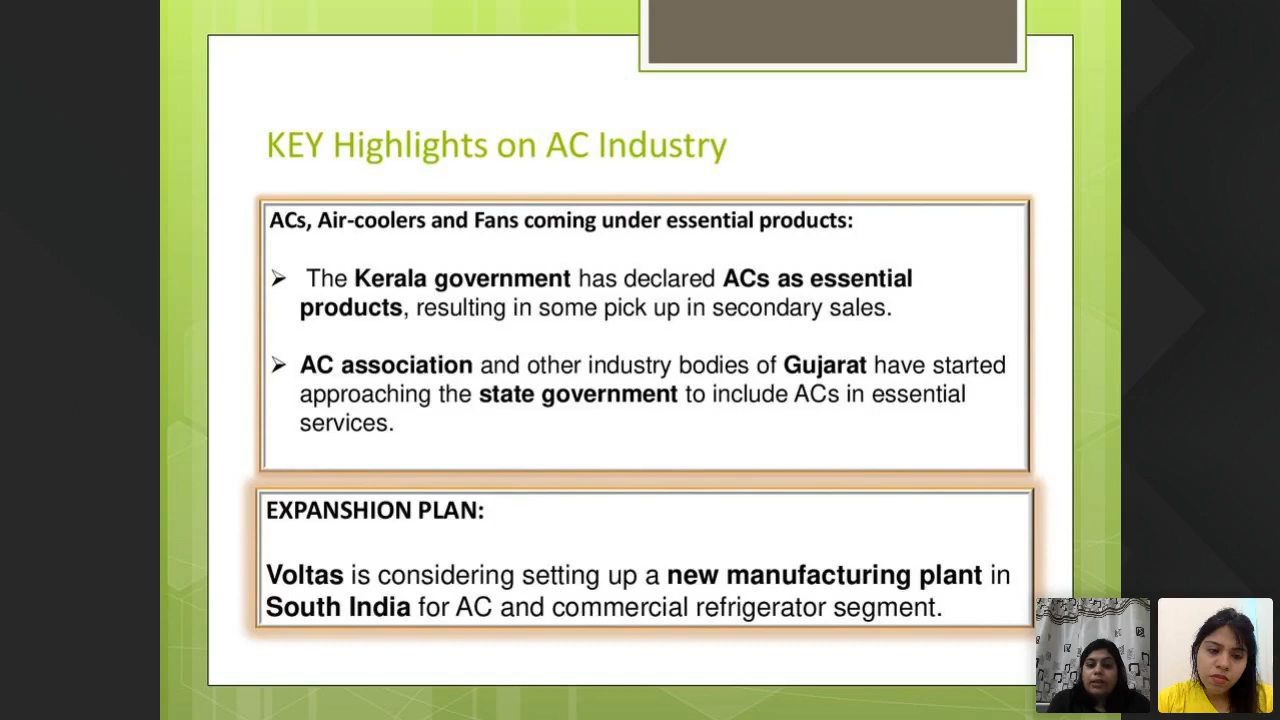 KEY Highlights on AC Industry
ACs, Air-coolers and Fans coming under essential products:
➢ The Kerala government has declared ACs as essential
products, resulting in some pick up in secondary sales.
➢ AC association and other industry bodies of Gujarat have started
approaching the state government to include ACs in essential
services.
EXPANSHION PLAN:
Voltas is considering setting up a new manufacturing plant in
South India for AC and commercial refrigerator segment.